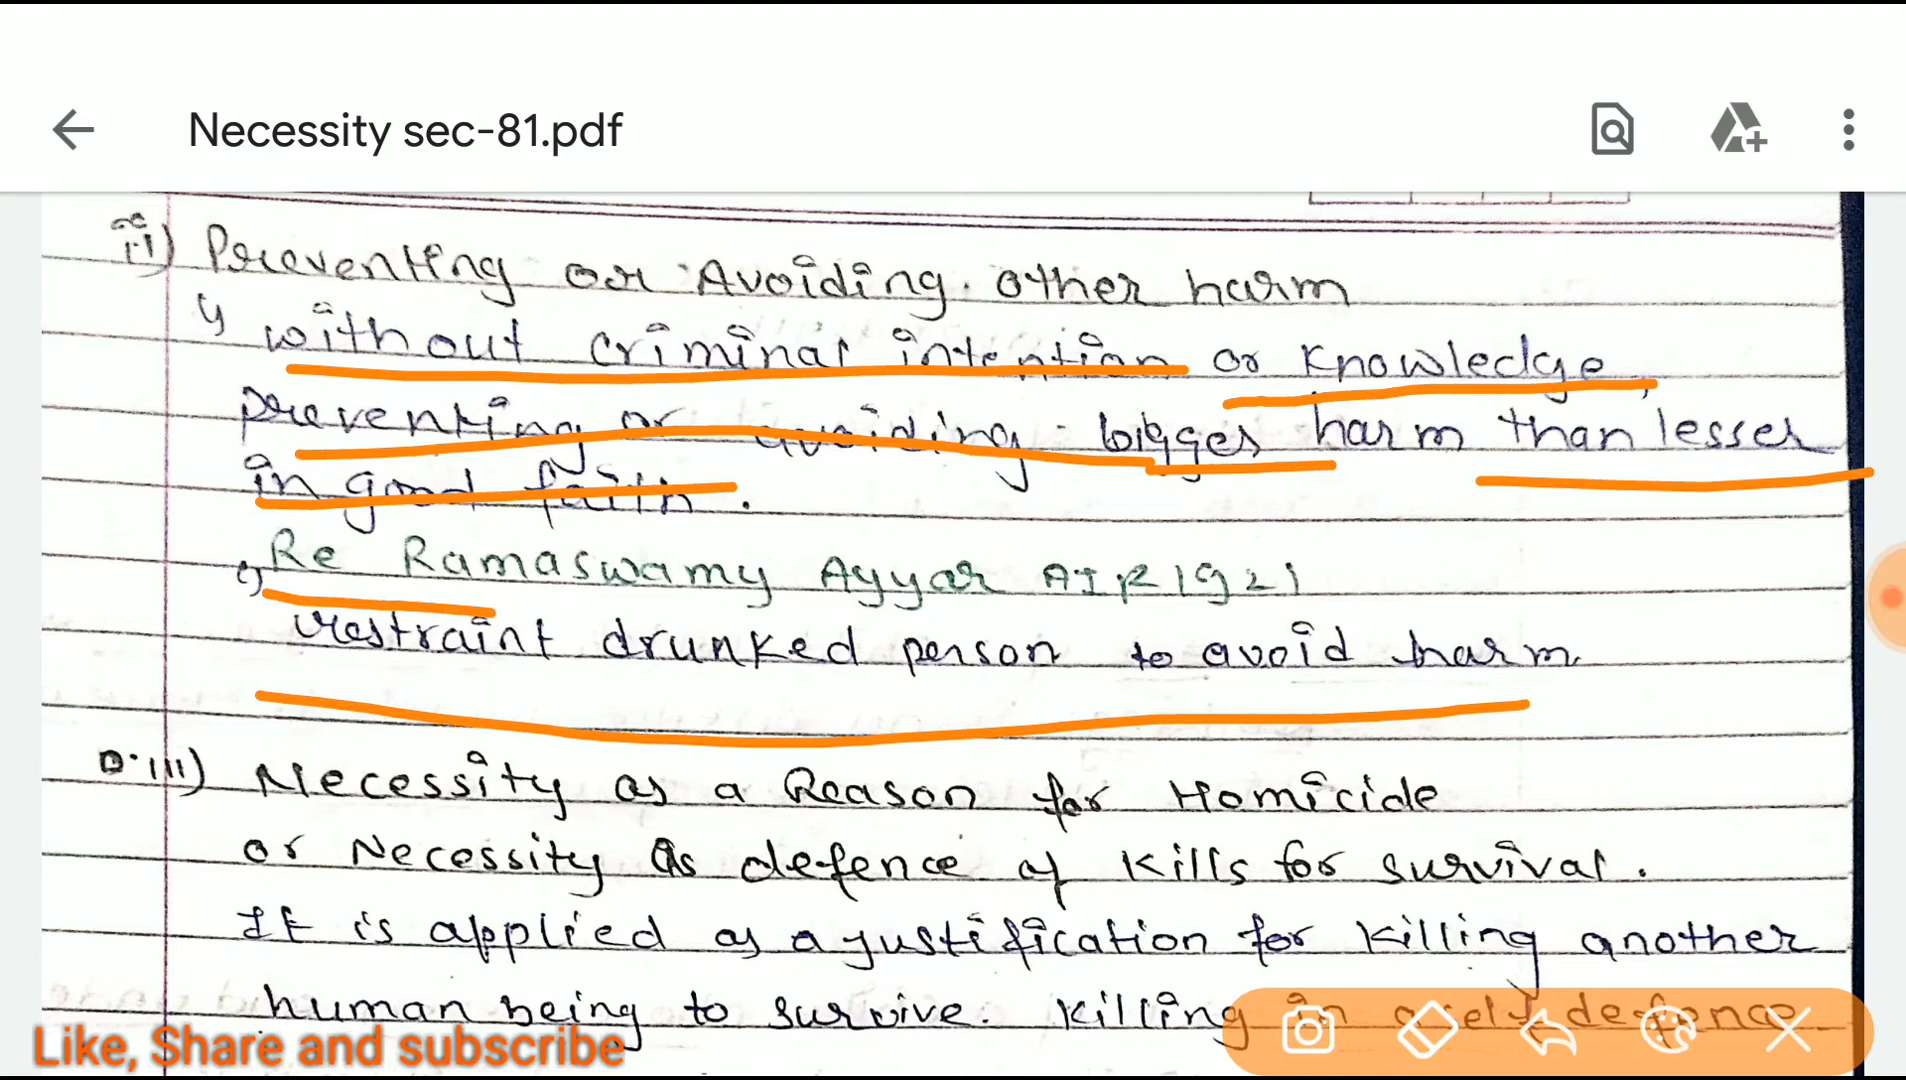 Necessity sec-81.pdf
ii) Preventing or Avoiding other harm
without criminal intention or knowledge,
preventing or avoiding bigger harm than lesser
in good faith.
Re Ramaswamy Ayyar AIR 1921
restraint drunked person to avoid harm
iii) Necessity as a Reason for Homicide
or Necessity as defence of kills for survival.
It is applied as a justification for killing another
human being to survive. Killing in a self defence
Like, Share and subscribe